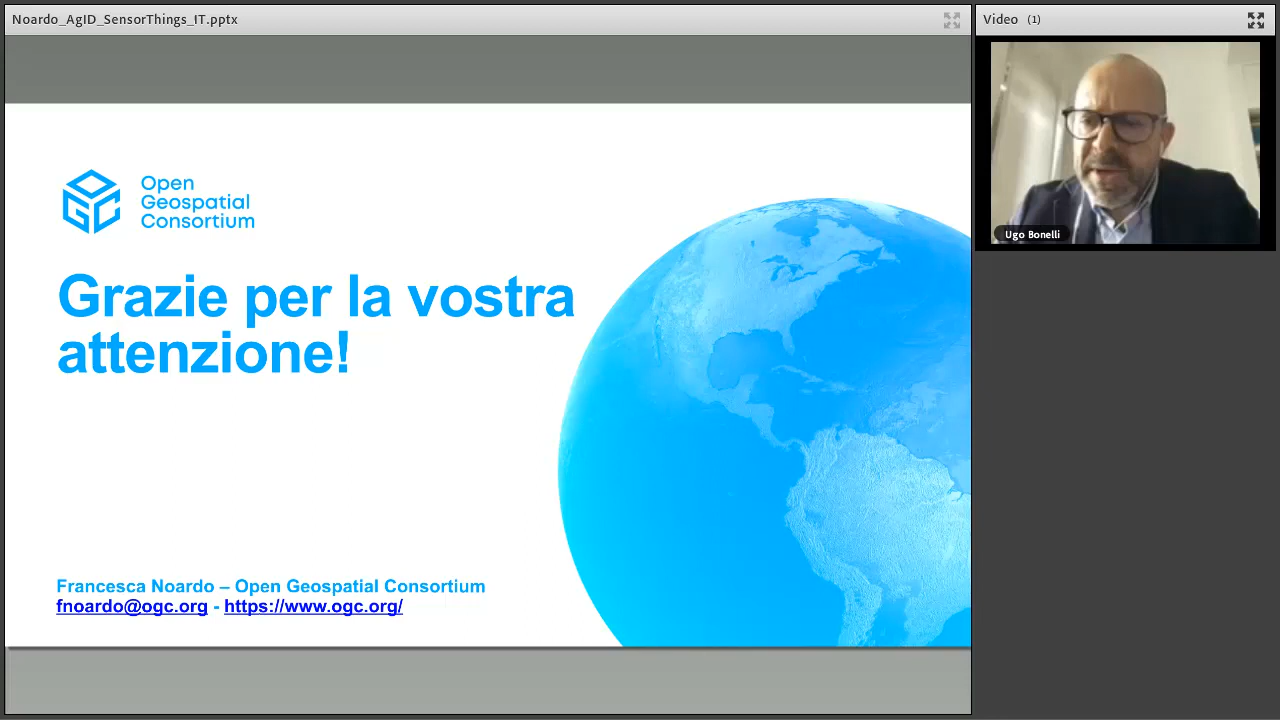 Noardo_AgID_SensorThings_IT.pptx
Video (1)
Ugo Bonelli
OGC
Open
Geospatial
Consortium
Grazie per la vostra
attenzione!
Francesca Noardo – Open Geospatial Consortium
fnoardo@ogc.org - https://www.ogc.org/